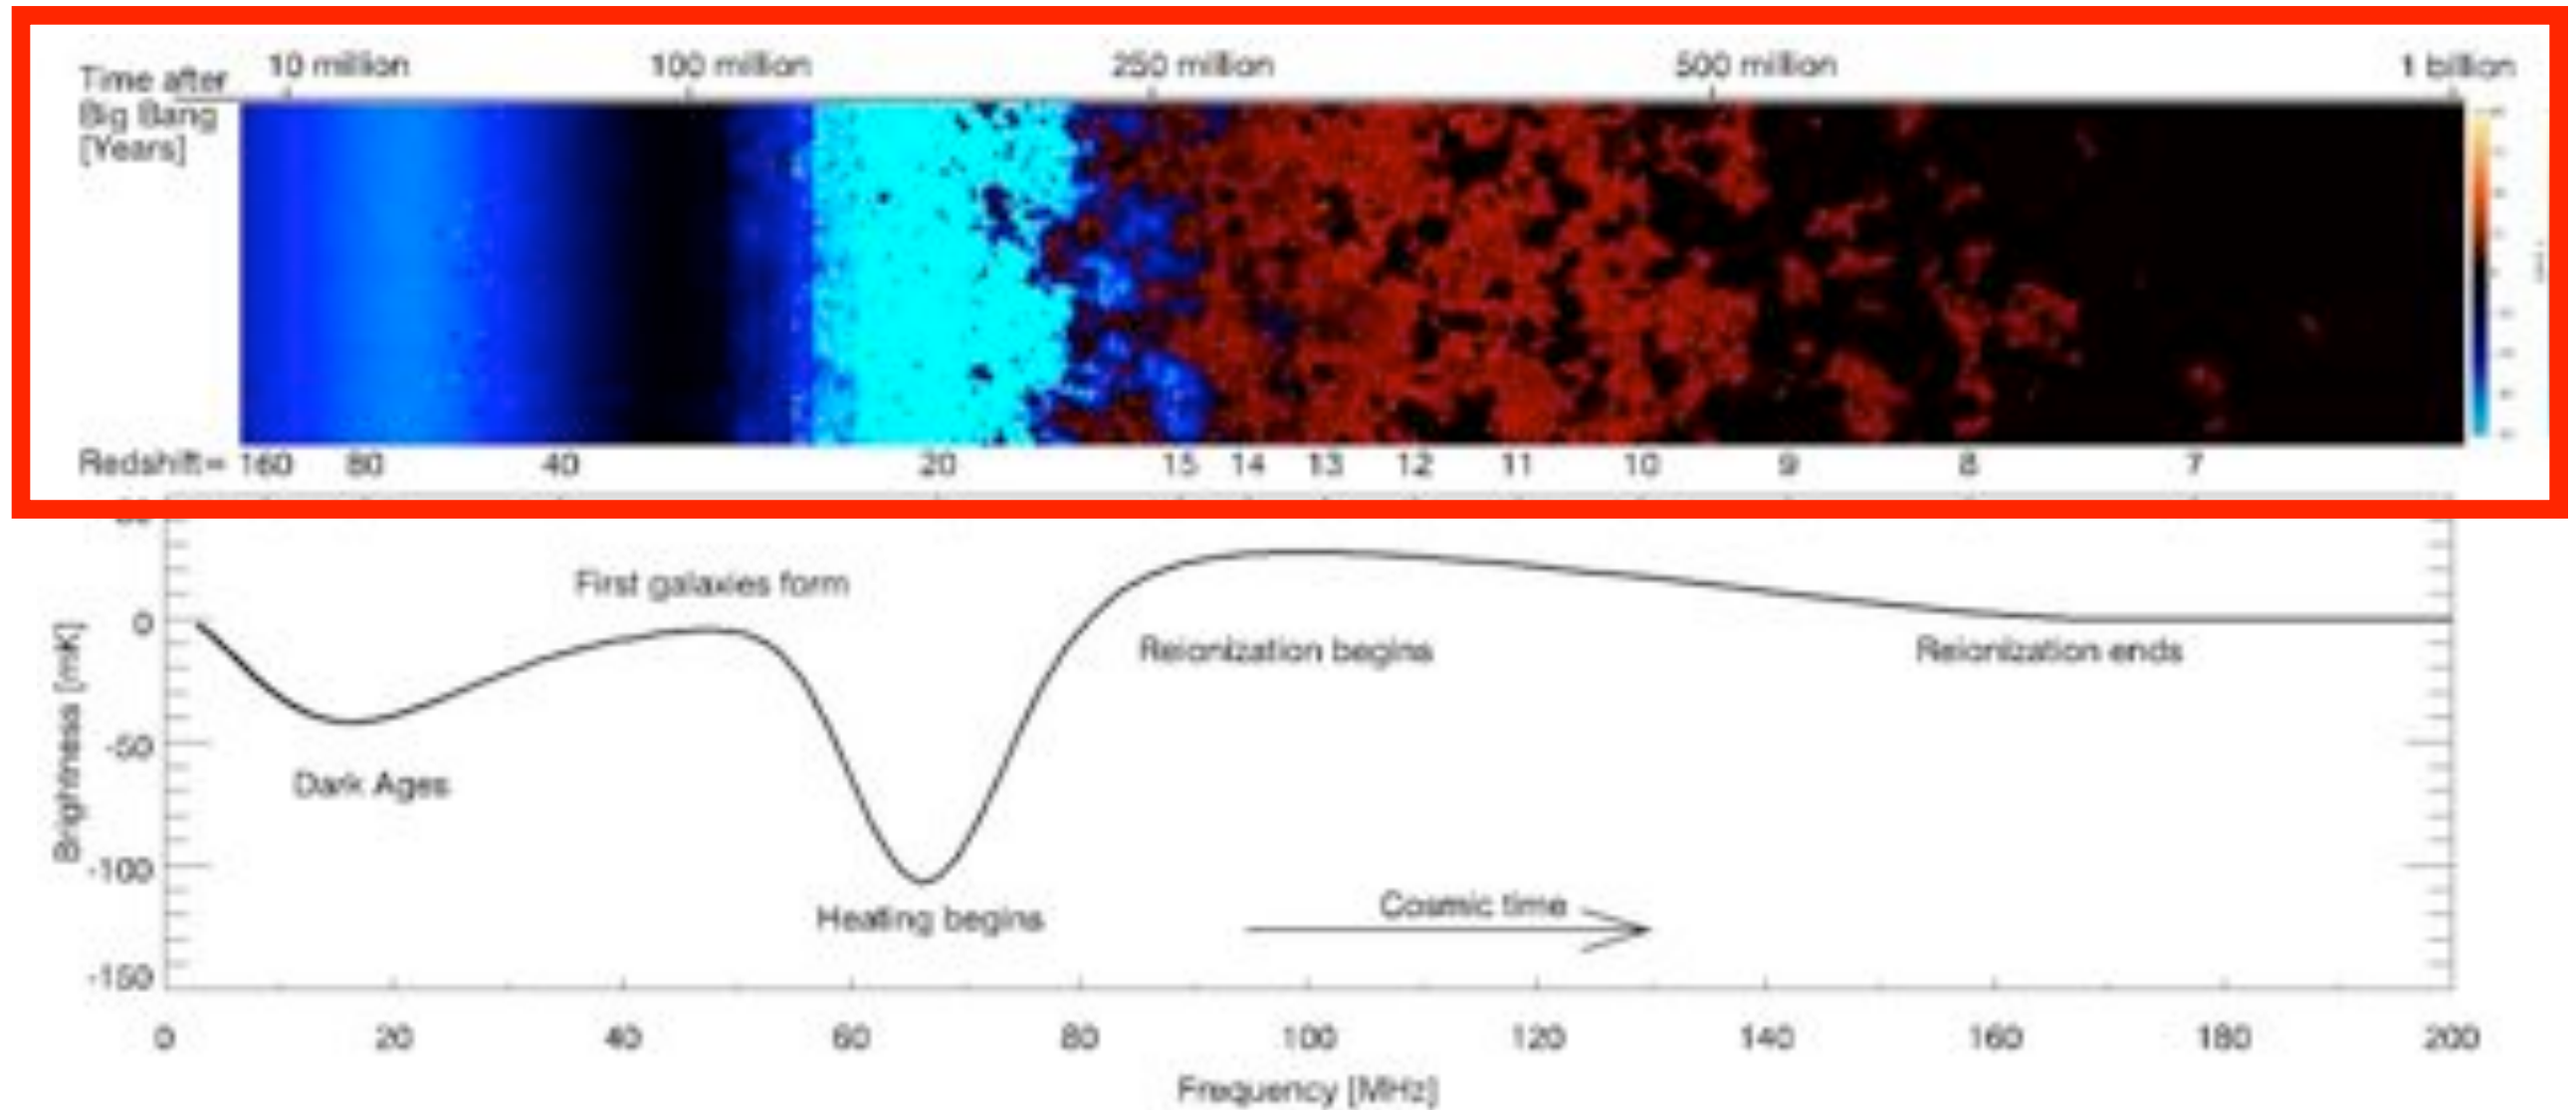 10 million 100 million 250 million 500 million 1 billion
Time after
Big Bang
[Years]
Redshift= 160 80 40 20 15 14 13 12 11 10 9 8 7
First galaxies form
0
Reionization begins
Reionization ends
Brightness [mK]
-50
Dark Ages
-100
Heating begins
Cosmic time
-150
0 20 40 60 80 100 120 140 160 180 200
Frequency [MHz]